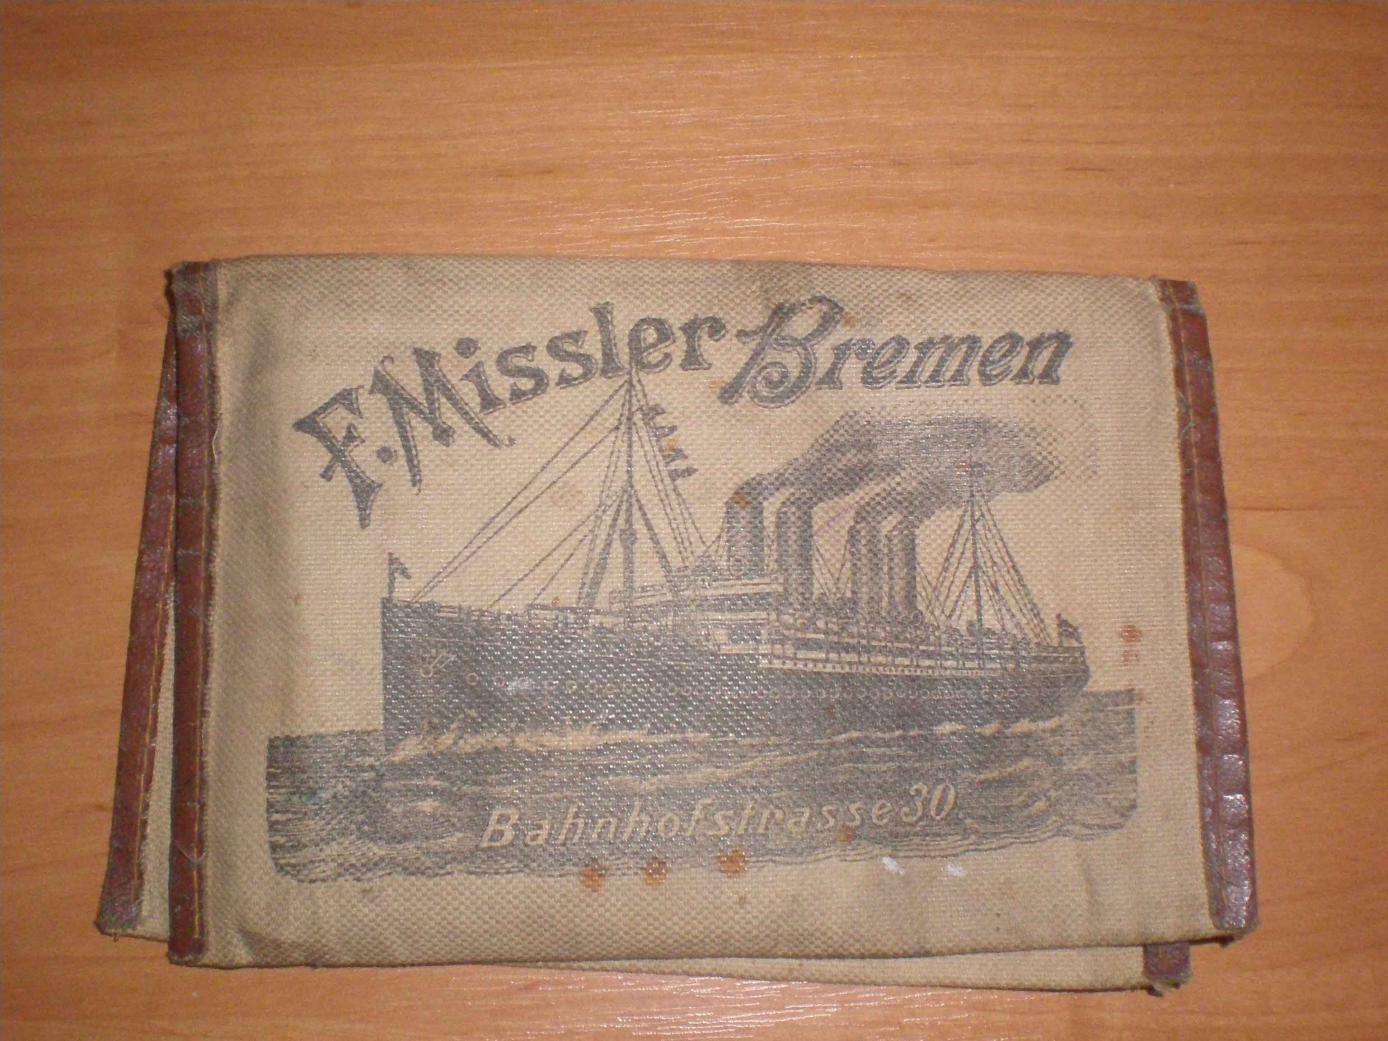 F. Missler Bremen
Bahnhofstrasse 30.